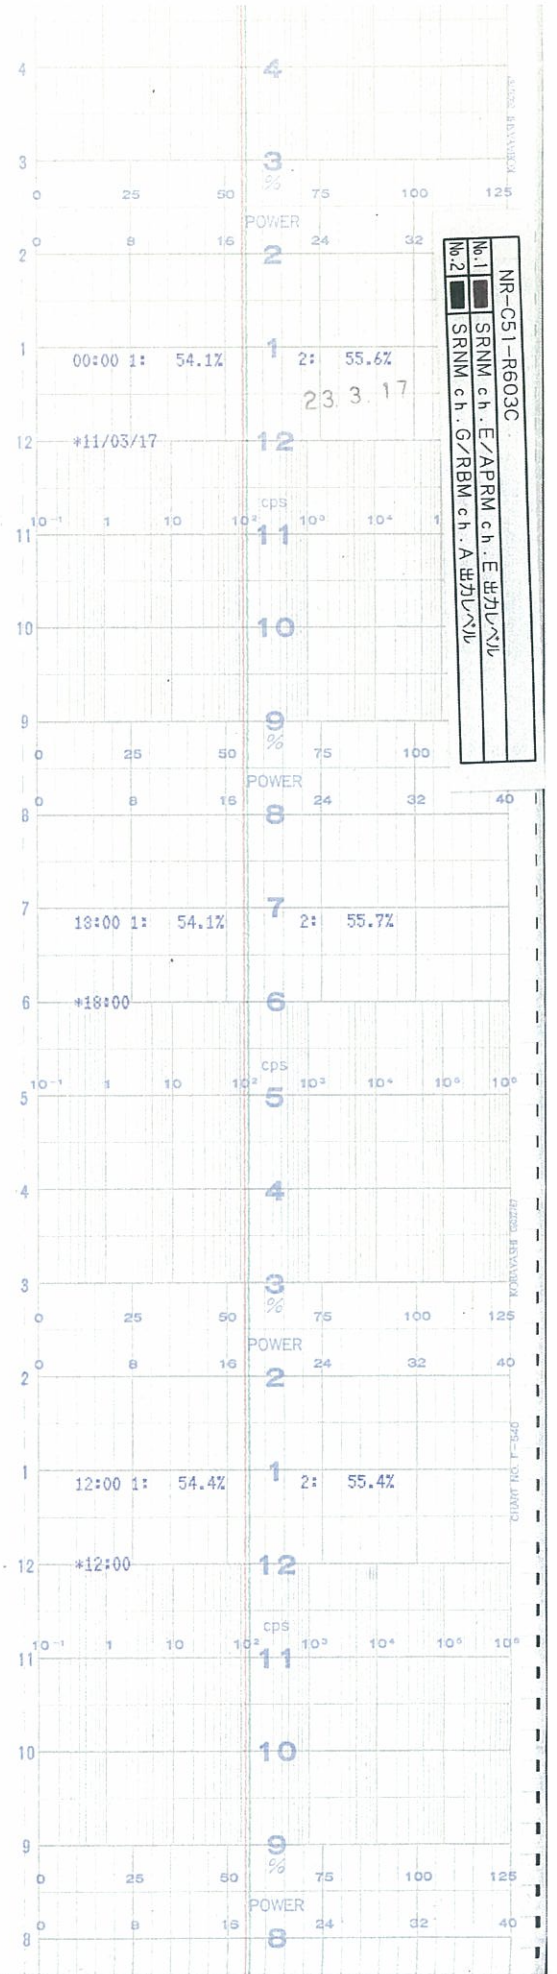 4 4
3 3
%
0 25 50 75 100 125
POWER
0 8 16 24 32
2 2
NR-C51-R603C
No.1 SRNM ch.E/APRM ch.E 出力レベル
No.2 SRNM ch.G/RBM ch.A 出力レベル
1 1
00:00 1: 54.1% 2: 55.6%
23. 3. 17
12 *11/03/17 12
cps
10⁻¹ 1 10 10² 10³ 10⁴ 1
11 11
10 10
9 9
%
0 25 50 75 100
POWER
0 8 16 24 32 40
8 8
7 7
18:00 1: 54.1% 2: 55.7%
6 *18:00 6
cps
10⁻¹ 1 10 10² 10³ 10⁴ 10⁵ 10⁶
5 5
4 4
3 3
%
0 25 50 75 100 125
POWER
0 8 16 24 32 40
2 2
1 1
12:00 1: 54.4% 2: 55.4%
CHART NO.
12 *12:00 12
cps
10⁻¹ 1 10 10² 10³ 10⁴ 10⁵ 10⁶
11 11
10 10
9 9
%
0 25 50 75 100 125
POWER
0 8 16 24 32 40
8 8